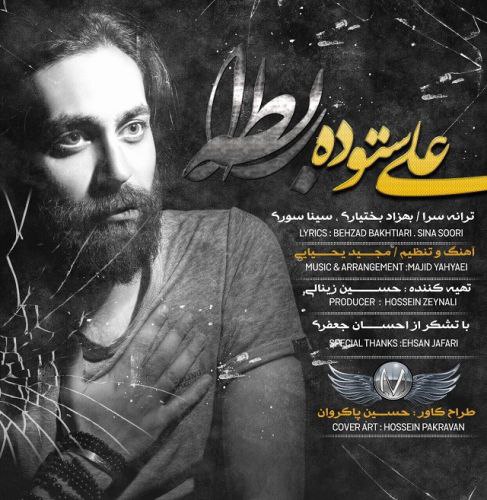 علی ستوده
ترانه سرا / بهزاد بختیاری . سینا سوری
LYRICS : BEHZAD BAKHTIARI . SINA SOORI
آهنگ و تنظیم / مجید یحیایی
MUSIC & ARRANGEMENT :MAJID YAHYAEI
تهیه کننده : حسین زینالی
PRODUCER : HOSSEIN ZEYNALI
با تشکر از احسان جعفری
SPECIAL THANKS :EHSAN JAFARI
طراح کاور : حسین پاکروان
COVER ART : HOSSEIN PAKRAVAN